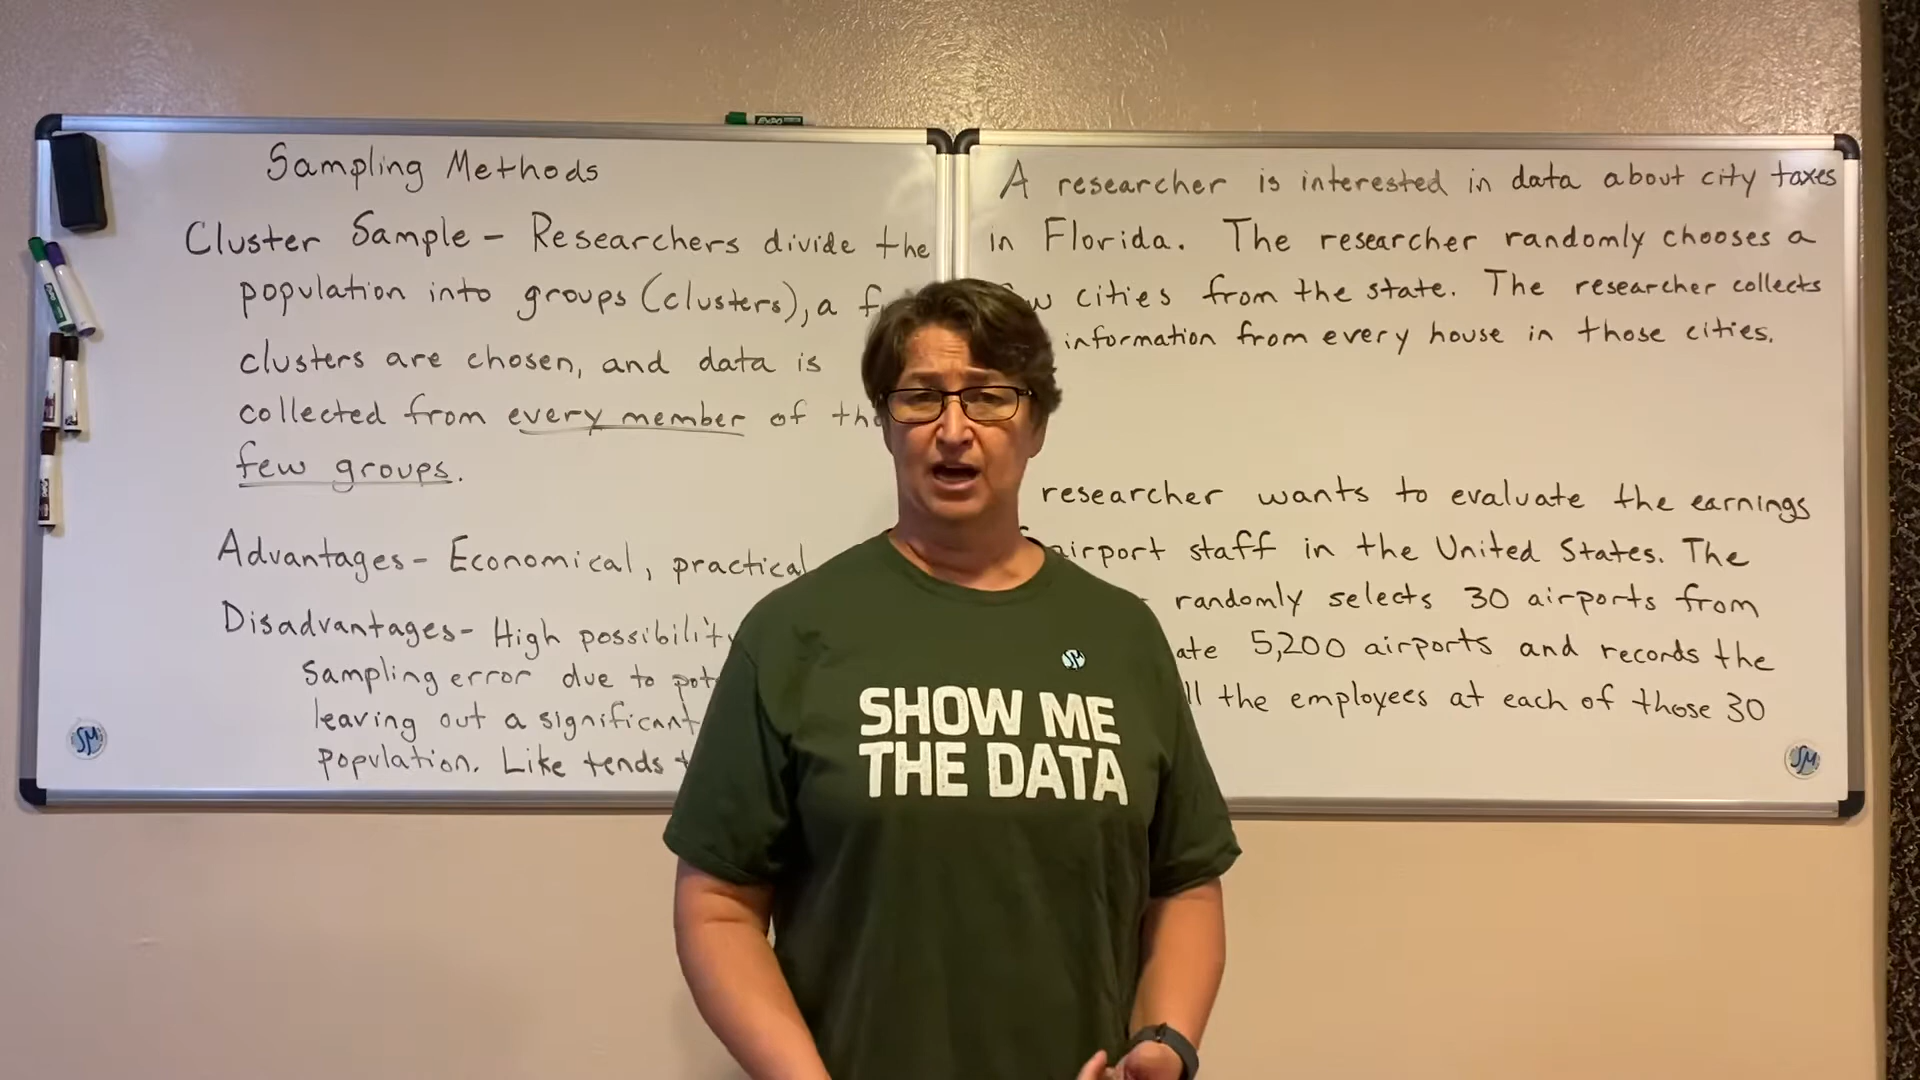 Sampling Methods
Cluster Sample - Researchers divide the
population into groups (clusters), a
clusters are chosen, and data is
collected from every member of
few groups.
Advantages - Economical, practical
Disadvantages - High possibility
sampling error due to
leaving out a significant
population. Like tends
A researcher is interested in data about city taxes
in Florida. The researcher randomly chooses a
cities from the state. The researcher collects
information from every house in those cities.
researcher wants to evaluate the earnings
airport staff in the United States. The
randomly selects 30 airports from
5,200 airports and records the
the employees at each of those 30
SHOW ME
THE DATA
SM
SM
SM
EXPO